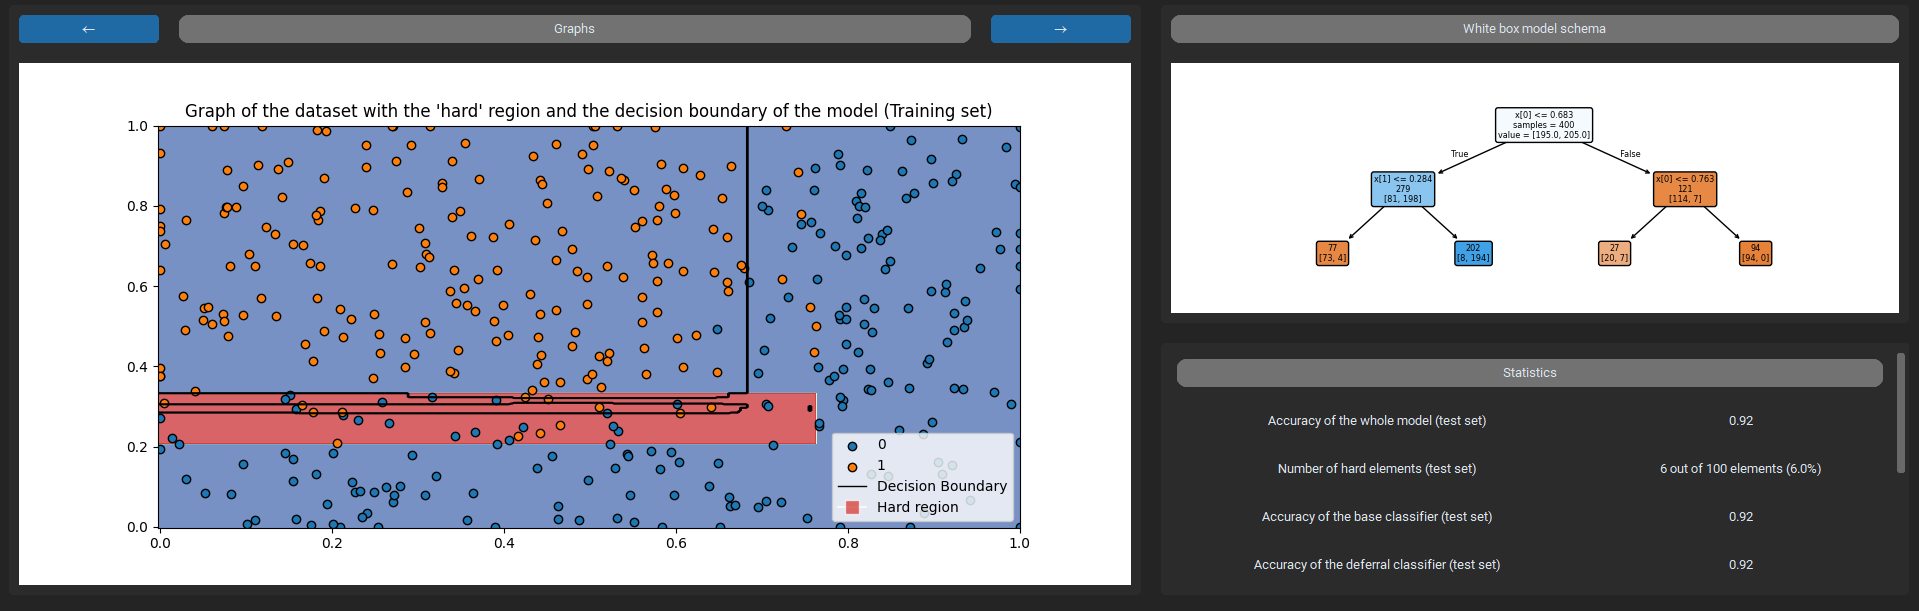 ←
Graphs
→
White box model schema
Graph of the dataset with the 'hard' region and the decision boundary of the model (Training set)
1.0
0.8
0.6
0.4
0.2
0.0
0.0
0.2
0.4
0.6
0.8
1.0
0
1
Decision Boundary
Hard region
x[0] <= 0.683
samples = 400
value = [195.0, 205.0]
True
False
x[1] <= 0.284
279
[81, 198]
x[0] <= 0.763
121
[114, 7]
77
[73, 4]
202
[8, 194]
27
[20, 7]
94
[94, 0]
Statistics
Accuracy of the whole model (test set) 0.92
Number of hard elements (test set) 6 out of 100 elements (6.0%)
Accuracy of the base classifier (test set) 0.92
Accuracy of the deferral classifier (test set) 0.92